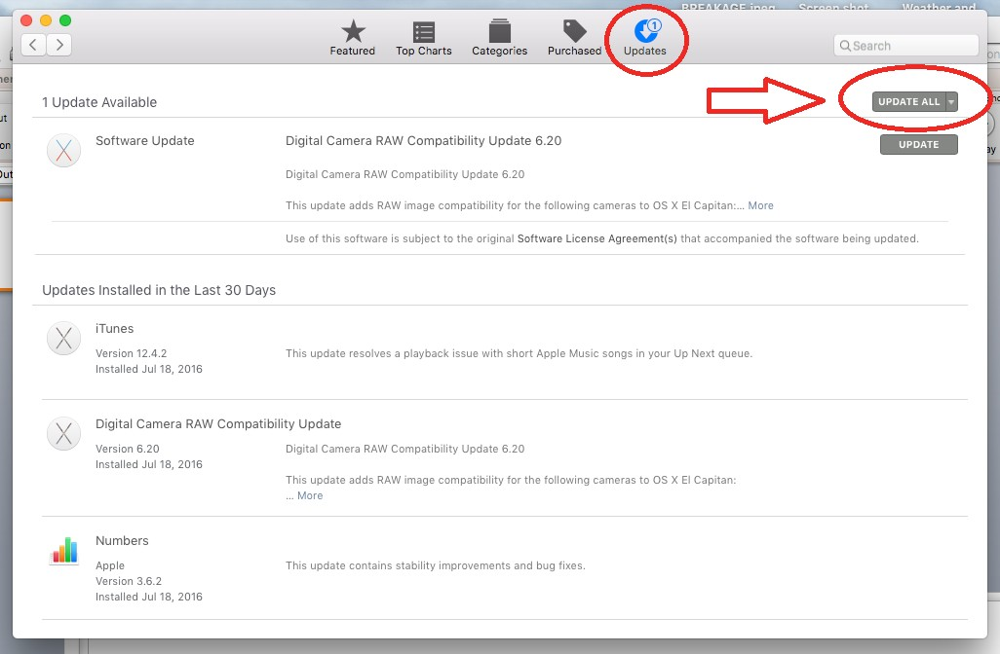 BREAKAGE.jpeg
Screen shot
Weather and
Featured
Top Charts
Categories
Purchased
1
Updates
Search
1 Update Available
UPDATE ALL
Software Update
Digital Camera RAW Compatibility Update 6.20
UPDATE
Digital Camera RAW Compatibility Update 6.20
This update adds RAW image compatibility for the following cameras to OS X El Capitan:... More
Use of this software is subject to the original Software License Agreement(s) that accompanied the software being updated.
Updates Installed in the Last 30 Days
iTunes
Version 12.4.2
This update resolves a playback issue with short Apple Music songs in your Up Next queue.
Installed Jul 18, 2016
Digital Camera RAW Compatibility Update
Version 6.20
Digital Camera RAW Compatibility Update 6.20
Installed Jul 18, 2016
This update adds RAW image compatibility for the following cameras to OS X El Capitan:
... More
Numbers
Apple
This update contains stability improvements and bug fixes.
Version 3.6.2
Installed Jul 18, 2016